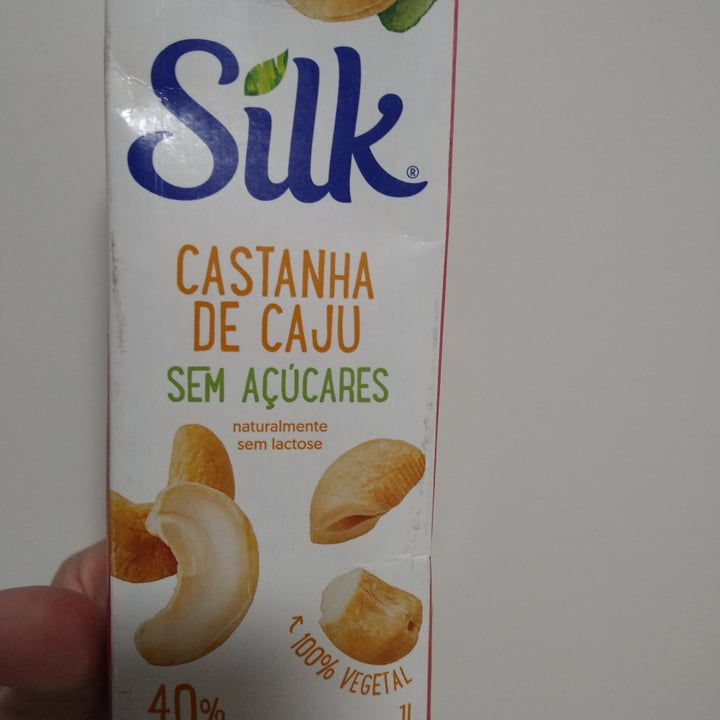 Silk®
CASTANHA
DE CAJU
SEM AÇÚCARES
naturalmente
sem lactose
100% VEGETAL
40%
1L